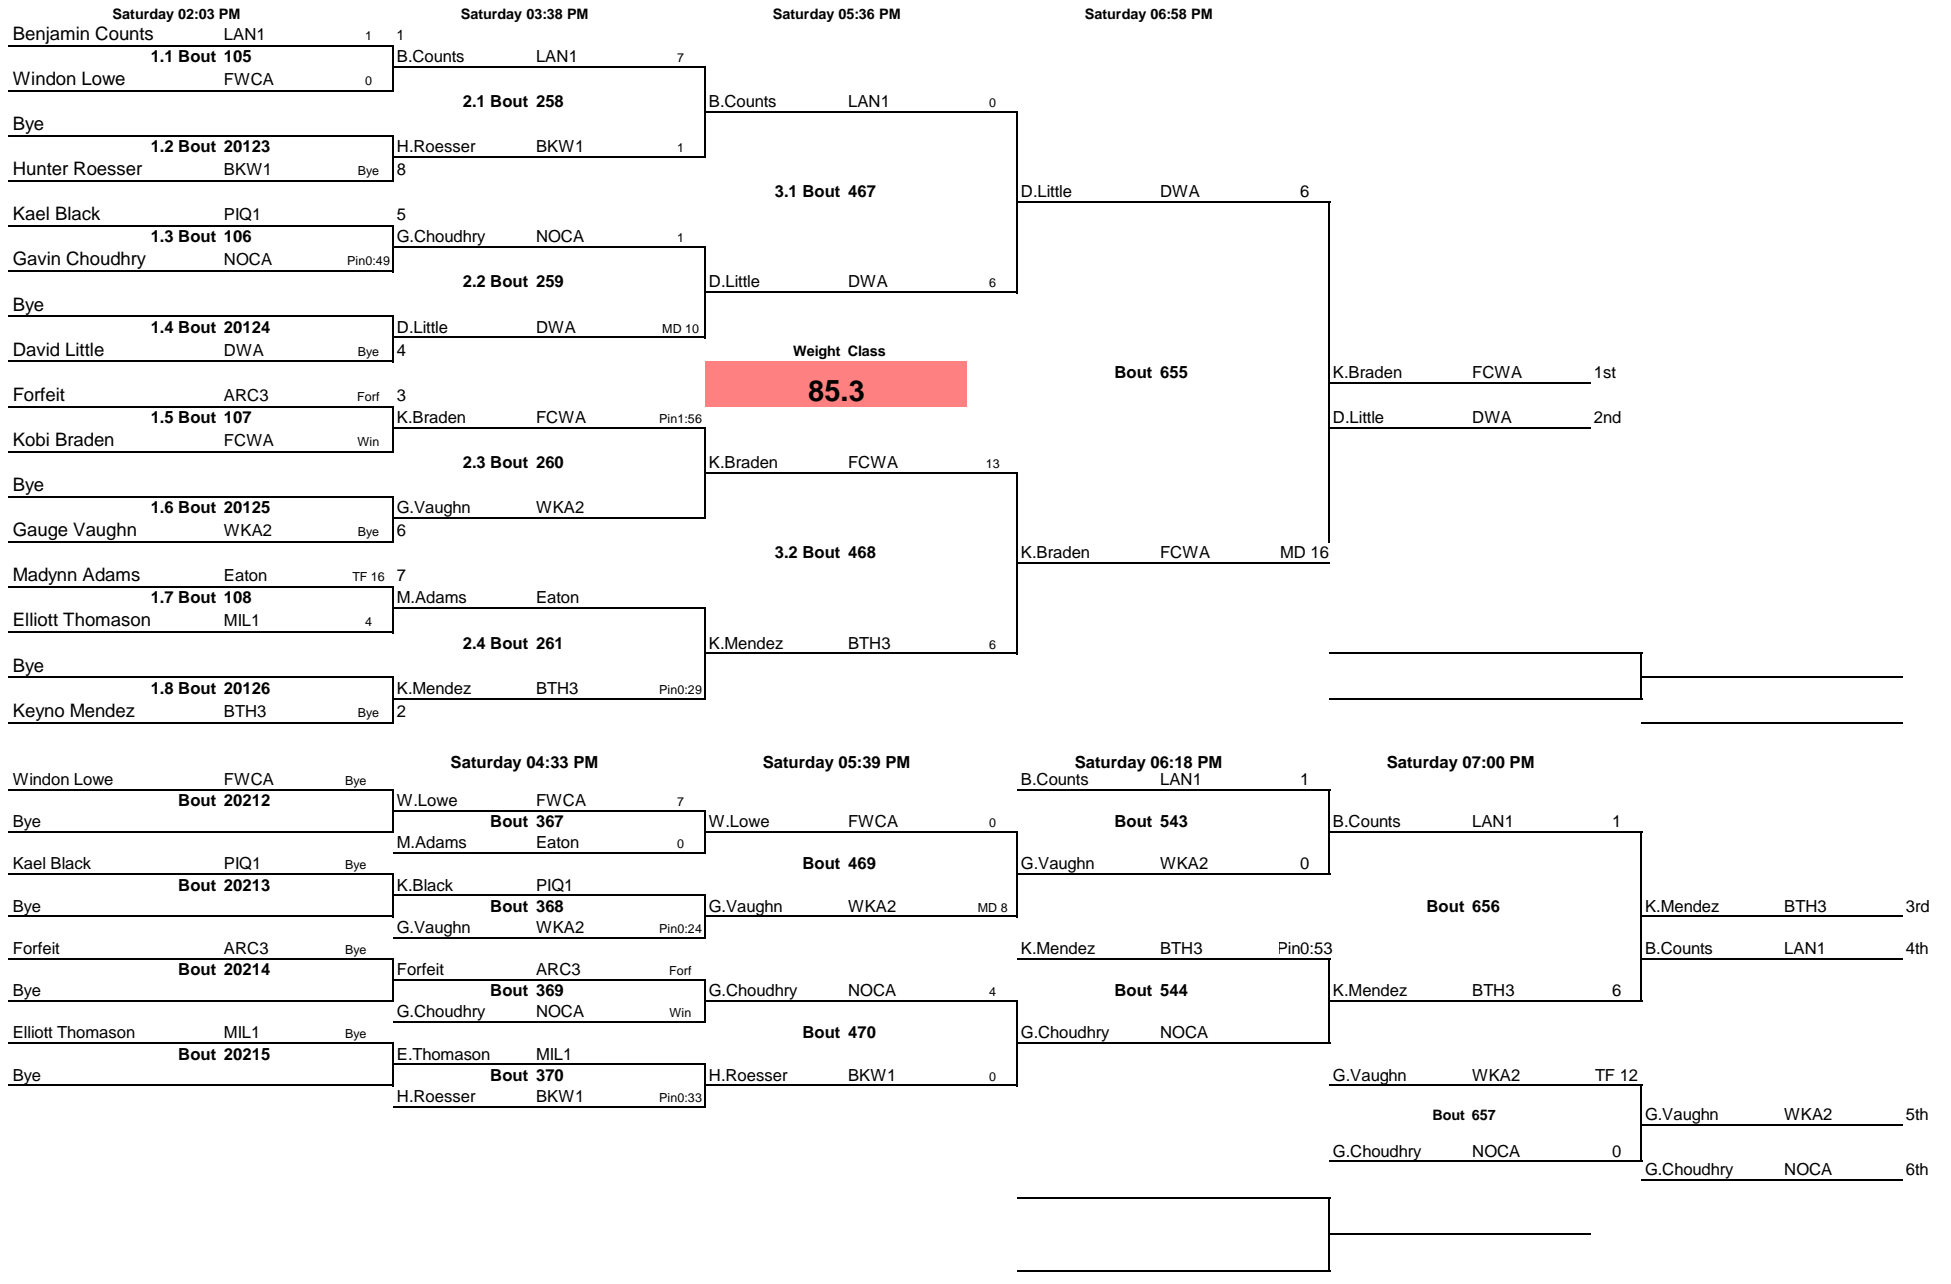 Saturday 02:03 PM Saturday 03:38 PM Saturday 05:36 PM Saturday 06:58 PM
Benjamin Counts LAN1 1 1
1.1 Bout 105 B.Counts LAN1 7
Windon Lowe FWCA 0
2.1 Bout 258 B.Counts LAN1 0
Bye
1.2 Bout 20123 H.Roesser BKW1 1
Hunter Roesser BKW1 Bye 8
3.1 Bout 467 D.Little DWA 6
Kael Black PIQ1 5
1.3 Bout 106 G.Choudhry NOCA 1
Gavin Choudhry NOCA Pin0:49
2.2 Bout 259 D.Little DWA 6
Bye
1.4 Bout 20124 D.Little DWA MD 10
David Little DWA Bye 4 Weight Class
Bout 655 K.Braden FCWA 1st
Forfeit ARC3 Forf 3 85.3
1.5 Bout 107 K.Braden FCWA Pin1:56 D.Little DWA 2nd
Kobi Braden FCWA Win
2.3 Bout 260 K.Braden FCWA 13
Bye
1.6 Bout 20125 G.Vaughn WKA2
Gauge Vaughn WKA2 Bye 6
3.2 Bout 468 K.Braden FCWA MD 16
Madynn Adams Eaton TF 16 7
1.7 Bout 108 M.Adams Eaton
Elliott Thomason MIL1 4
2.4 Bout 261 K.Mendez BTH3 6
Bye
1.8 Bout 20126 K.Mendez BTH3 Pin0:29
Keyno Mendez BTH3 Bye 2
Saturday 04:33 PM Saturday 05:39 PM Saturday 06:18 PM Saturday 07:00 PM
Windon Lowe FWCA Bye B.Counts LAN1 1
Bout 20212 W.Lowe FWCA 7
Bye Bout 367 W.Lowe FWCA 0 Bout 543 B.Counts LAN1 1
M.Adams Eaton 0
Kael Black PIQ1 Bye Bout 469 G.Vaughn WKA2 0
Bout 20213 K.Black PIQ1
Bye Bout 368 G.Vaughn WKA2 MD 8 Bout 656 K.Mendez BTH3 3rd
G.Vaughn WKA2 Pin0:24
Forfeit ARC3 Bye K.Mendez BTH3 Pin0:53 B.Counts LAN1 4th
Bout 20214 Forfeit ARC3 Forf
Bye Bout 369 G.Choudhry NOCA 4 Bout 544 K.Mendez BTH3 6
G.Choudhry NOCA Win
Elliott Thomason MIL1 Bye Bout 470 G.Choudhry NOCA
Bout 20215 E.Thomason MIL1
Bye Bout 370 H.Roesser BKW1 0 G.Vaughn WKA2 TF 12
H.Roesser BKW1 Pin0:33
Bout 657 G.Vaughn WKA2 5th
G.Choudhry NOCA 0
G.Choudhry NOCA 6th